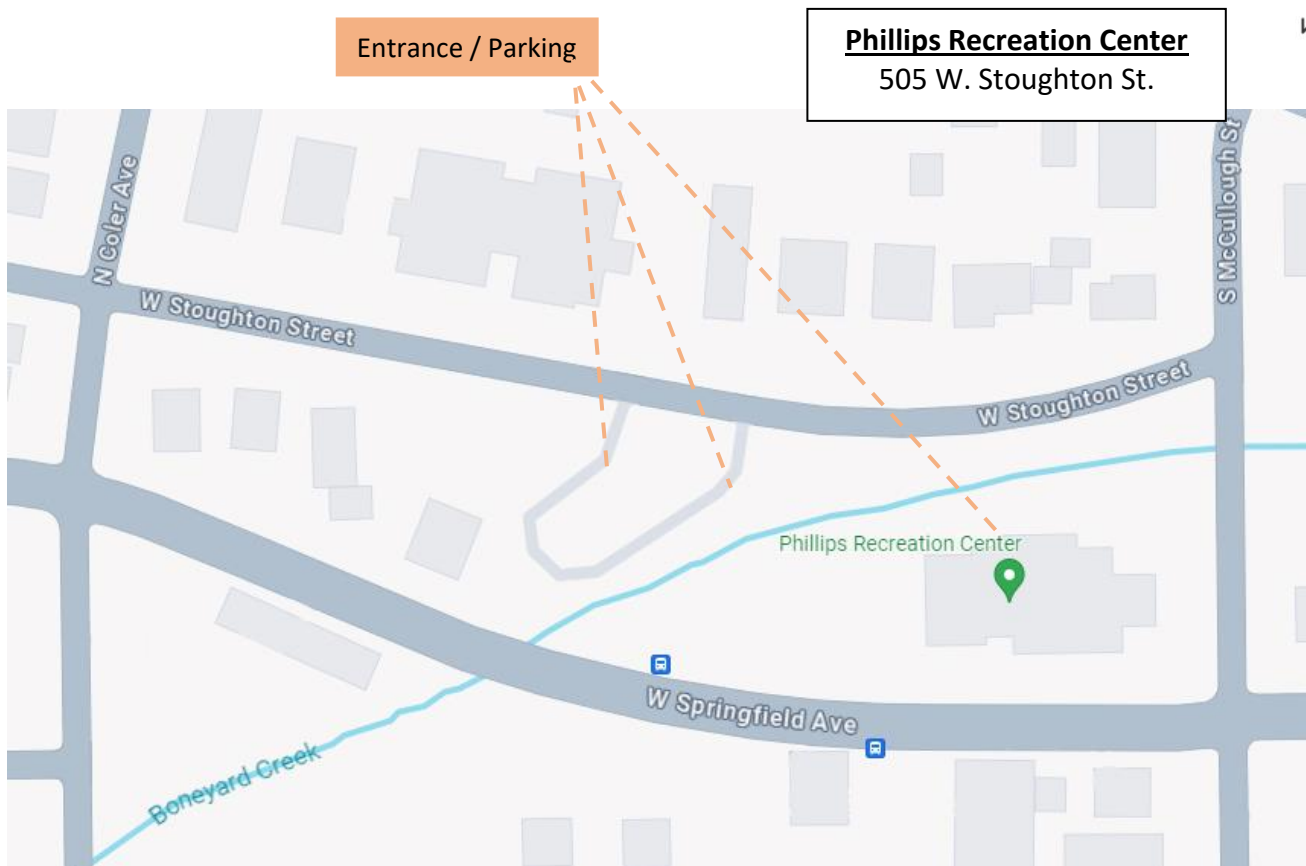 Entrance / Parking
Phillips Recreation Center
505 W. Stoughton St.
N Coler Ave
W Stoughton Street
S McCullough St
W Stoughton Street
Phillips Recreation Center
W Springfield Ave
Boneyard Creek